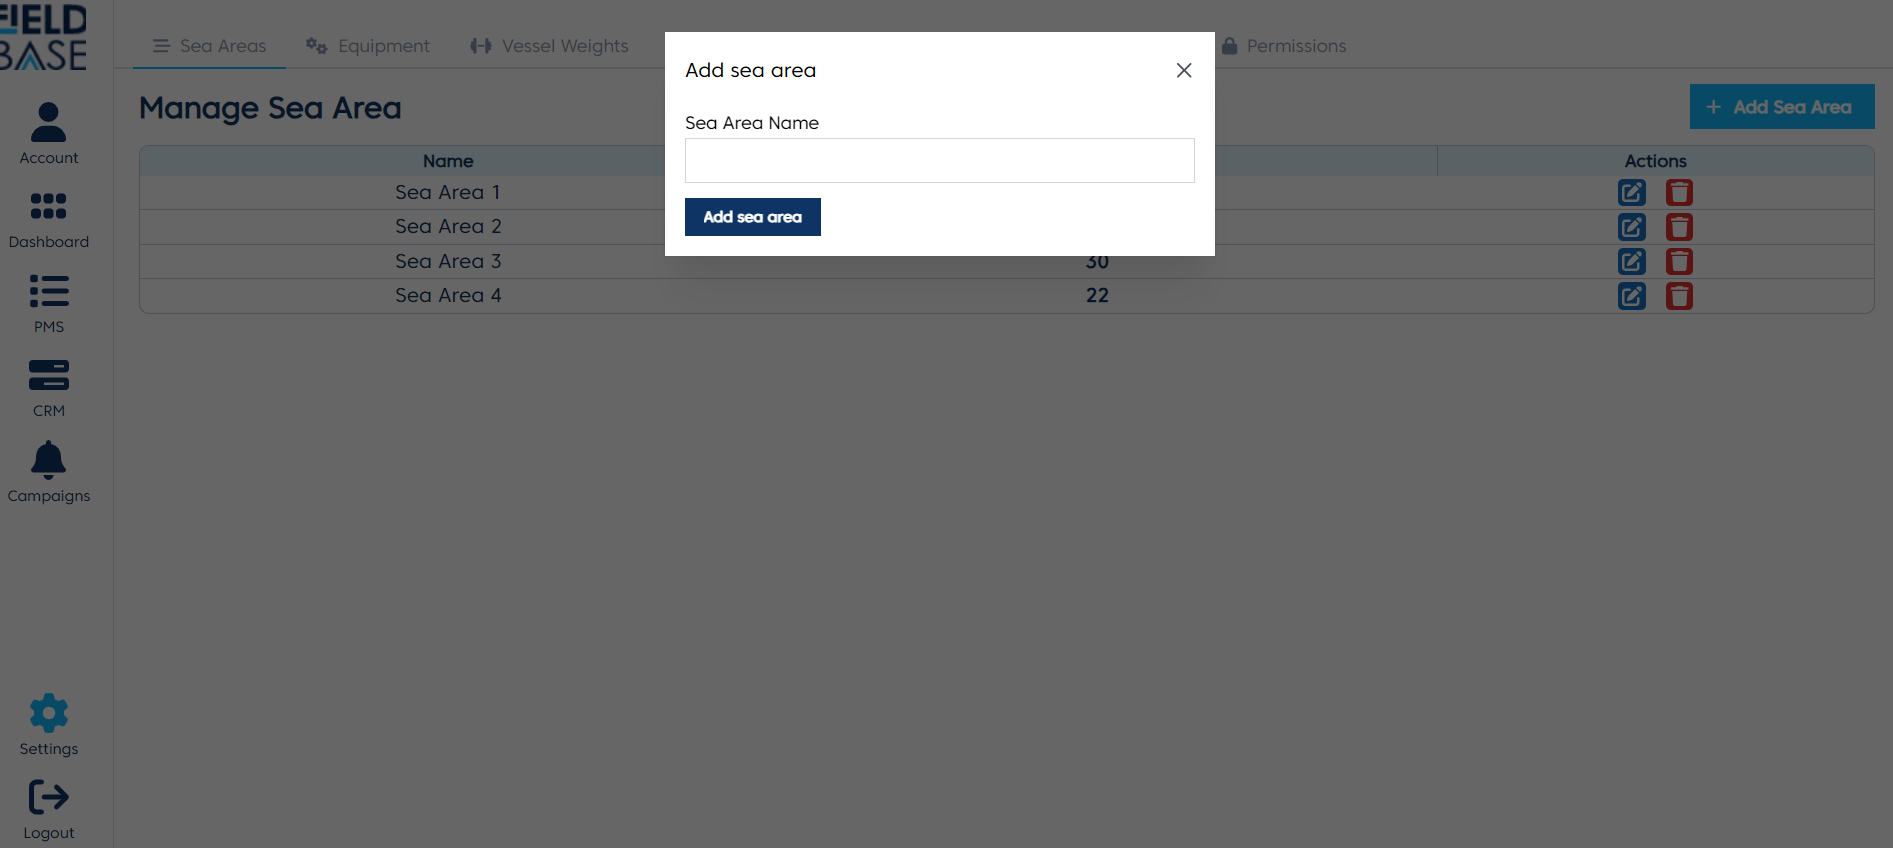 FIELD
BASE
Sea Areas
Equipment
Vessel Weights
Permissions
Add sea area
Sea Area Name
Add sea area
Manage Sea Area
+ Add Sea Area
Name
Actions
Sea Area 1
Sea Area 2
Sea Area 3
30
Sea Area 4
22
Account
Dashboard
PMS
CRM
Campaigns
Settings
Logout